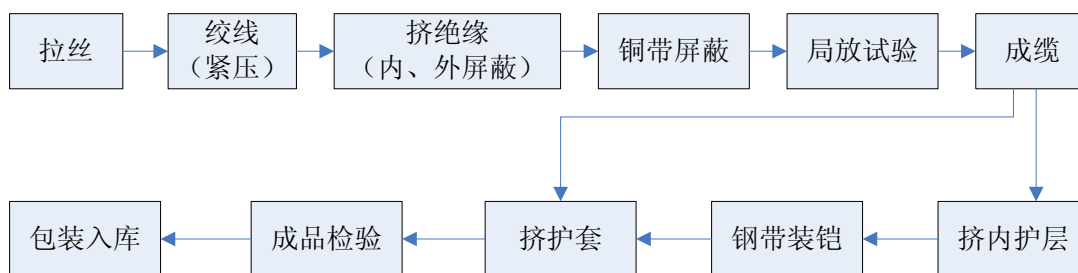 拉丝
绞线
（紧压）
挤绝缘
（内、外屏蔽）
铜带屏蔽
局放试验
成缆
包装入库
成品检验
挤护套
钢带装铠
挤内护层